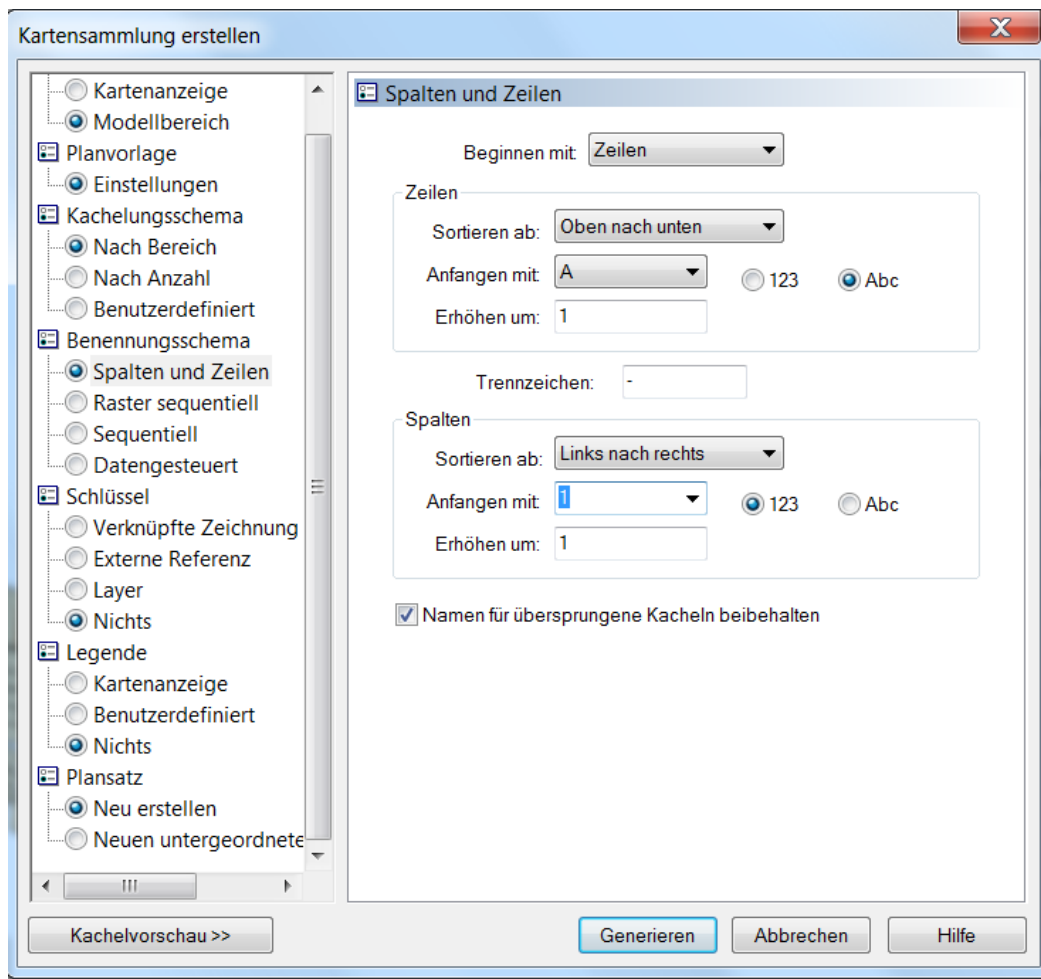 Kartensammlung erstellen
Kartenanzeige
Modellbereich
Planvorlage
Einstellungen
Kachelungsschema
Nach Bereich
Nach Anzahl
Benutzerdefiniert
Benennungsschema
Spalten und Zeilen
Raster sequentiell
Sequentiell
Datengesteuert
Schlüssel
Verknüpfte Zeichnung
Externe Referenz
Layer
Nichts
Legende
Kartenanzeige
Benutzerdefiniert
Nichts
Plansatz
Neu erstellen
Neuen untergeordnete
Spalten und Zeilen
Beginnen mit: Zeilen
Zeilen
Sortieren ab: Oben nach unten
Anfangen mit: A 123 Abc
Erhöhen um: 1
Trennzeichen: -
Spalten
Sortieren ab: Links nach rechts
Anfangen mit: 1 123 Abc
Erhöhen um: 1
Namen für übersprungene Kacheln beibehalten
Kachelvorschau >> Generieren Abbrechen Hilfe